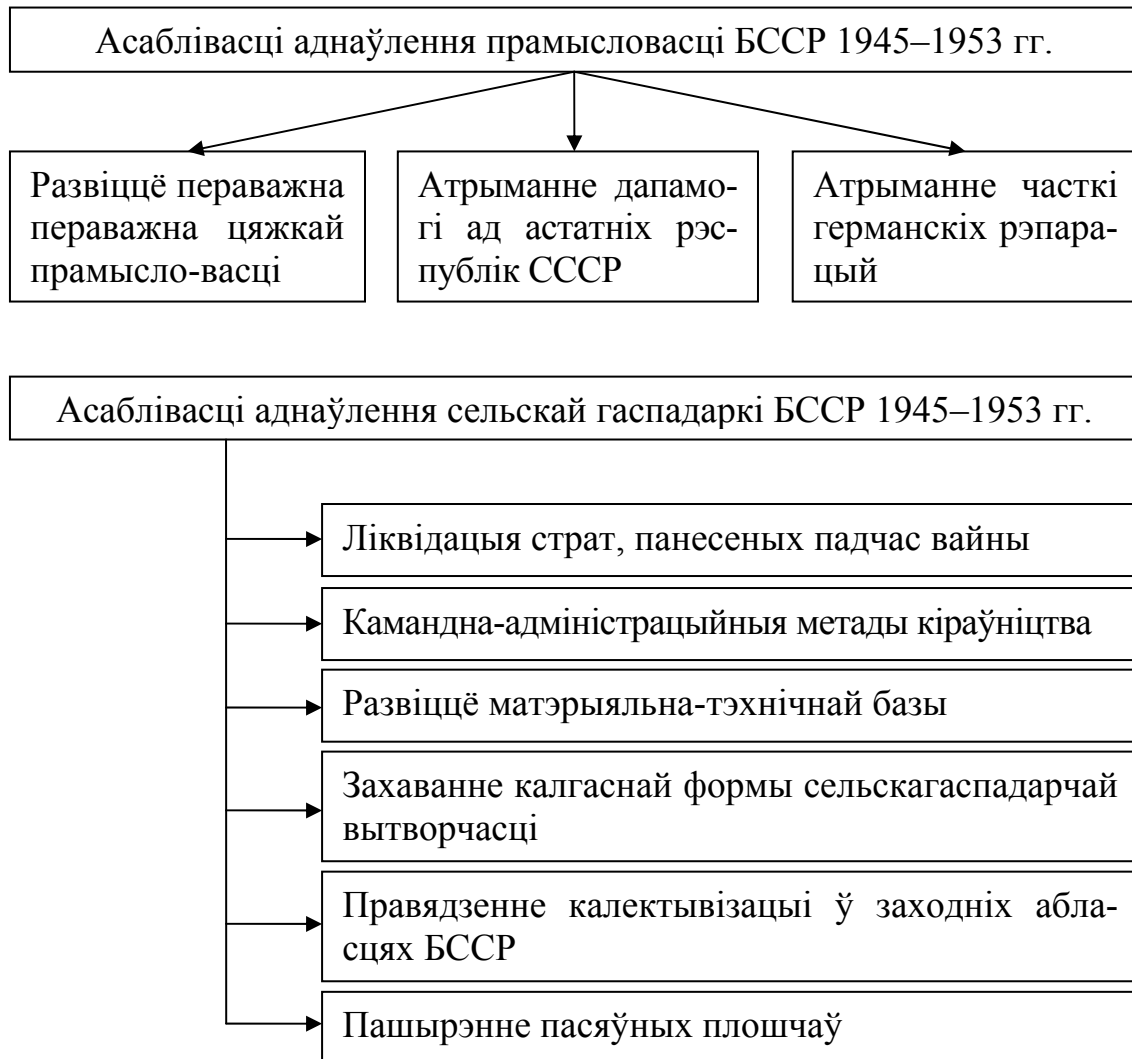 Асаблівасці аднаўлення прамысловасці БССР 1945–1953 гг.
Развіццё пераважна
пераважна цяжкай
прамысло-васці
Атрыманне дапамо-
гі ад астатніх рэс-
публік СССР
Атрыманне часткі
германскіх рэпара-
цый
Асаблівасці аднаўлення сельскай гаспадаркі БССР 1945–1953 гг.
Ліквідацыя страт, панесеных падчас вайны
Камандна-адміністрацыйныя метады кіраўніцтва
Развіццё матэрыяльна-тэхнічнай базы
Захаванне калгаснай формы сельскагаспадарчай
вытворчасці
Правядзенне калектывізацыі ў заходніх абла-
сцях БССР
Пашырэнне пасяўных плошчаў